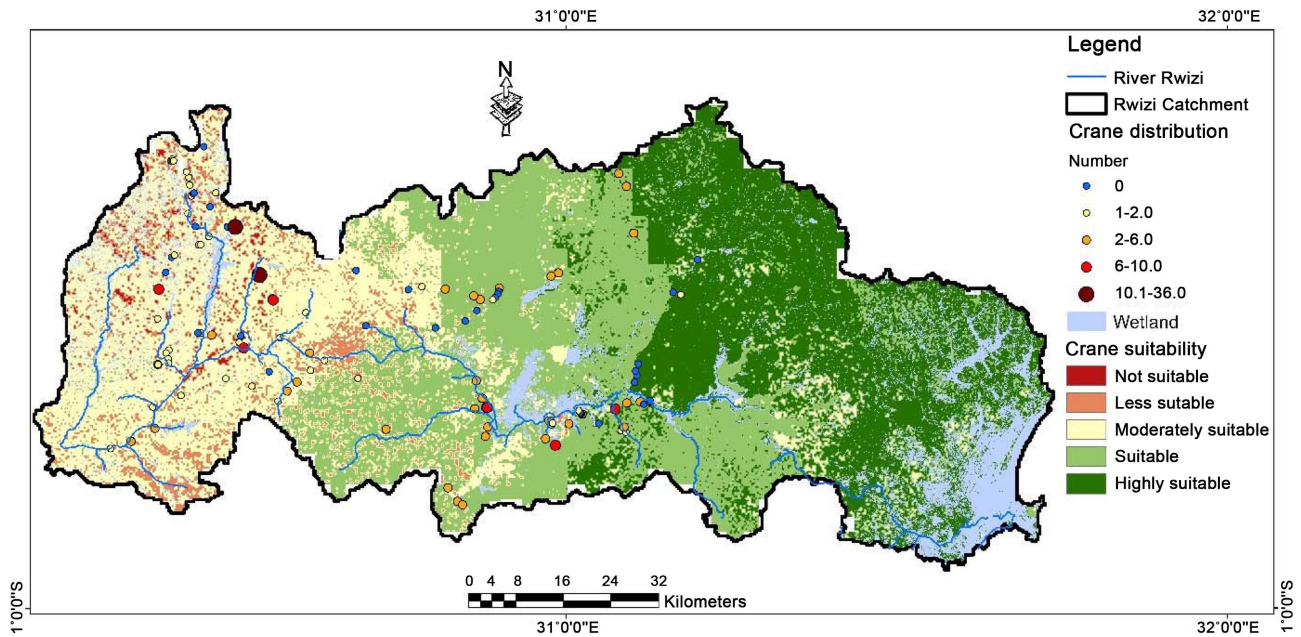 31°0'0"E
32°0'0"E
N
Legend
River Rwizi
Rwizi Catchment
Crane distribution
Number
0
1-2.0
2-6.0
6-10.0
10.1-36.0
Wetland
Crane suitability
Not suitable
Less sutable
Moderately suitable
Suitable
Highly suitable
0 4 8 16 24 32
Kilometers
1°0'0"S
1°0'0"S
31°0'0"E
32°0'0"E